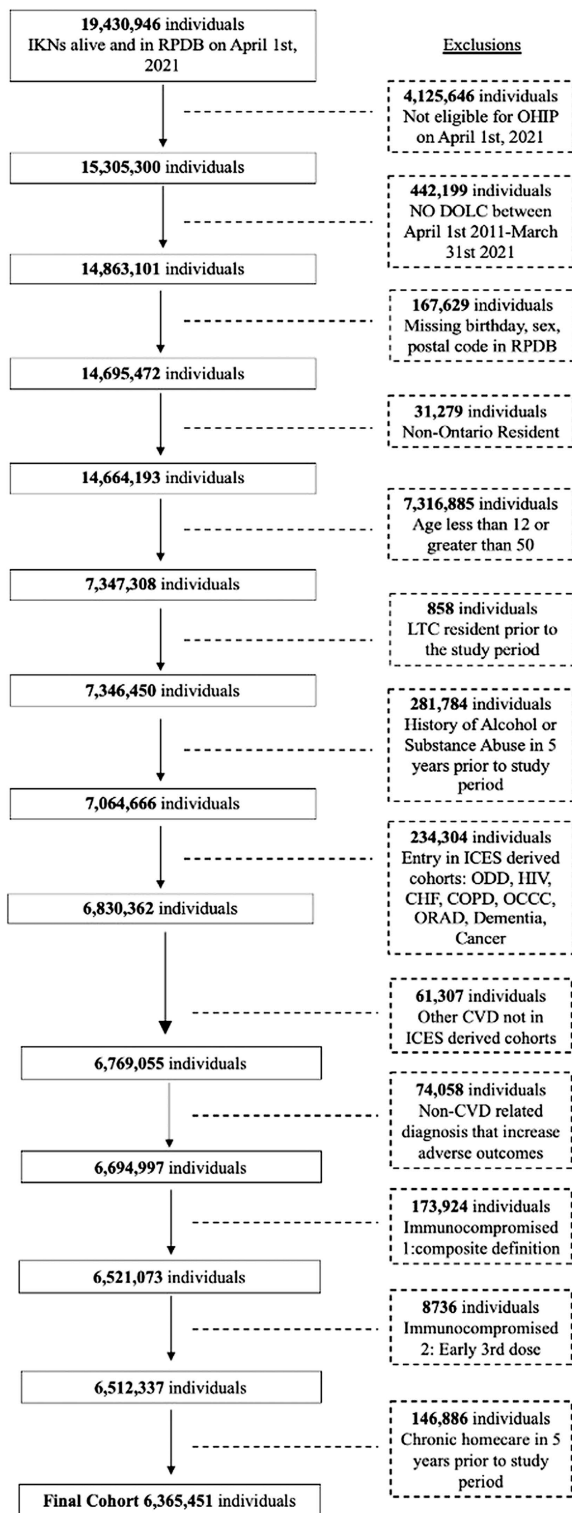 19,430,946 individuals
IKNs alive and in RPDB on April 1st,
2021
Exclusions
4,125,646 individuals
Not eligible for OHIP
on April 1st, 2021
15,305,300 individuals
442,199 individuals
NO DOLC between
April 1st 2011-March
31st 2021
14,863,101 individuals
167,629 individuals
Missing birthday, sex,
postal code in RPDB
14,695,472 individuals
31,279 individuals
Non-Ontario Resident
14,664,193 individuals
7,316,885 individuals
Age less than 12 or
greater than 50
7,347,308 individuals
858 individuals
LTC resident prior to
the study period
7,346,450 individuals
281,784 individuals
History of Alcohol or
Substance Abuse in 5
years prior to study
period
7,064,666 individuals
234,304 individuals
Entry in ICES derived
cohorts: ODD, HIV,
CHF, COPD, OCCC,
ORAD, Dementia,
Cancer
6,830,362 individuals
61,307 individuals
Other CVD not in
ICES derived cohorts
6,769,055 individuals
74,058 individuals
Non-CVD related
diagnosis that increase
adverse outcomes
6,694,997 individuals
173,924 individuals
Immunocompromised
1:composite definition
6,521,073 individuals
8736 individuals
Immunocompromised
2: Early 3rd dose
6,512,337 individuals
146,886 individuals
Chronic homecare in 5
years prior to study
period
Final Cohort 6,365,451 individuals